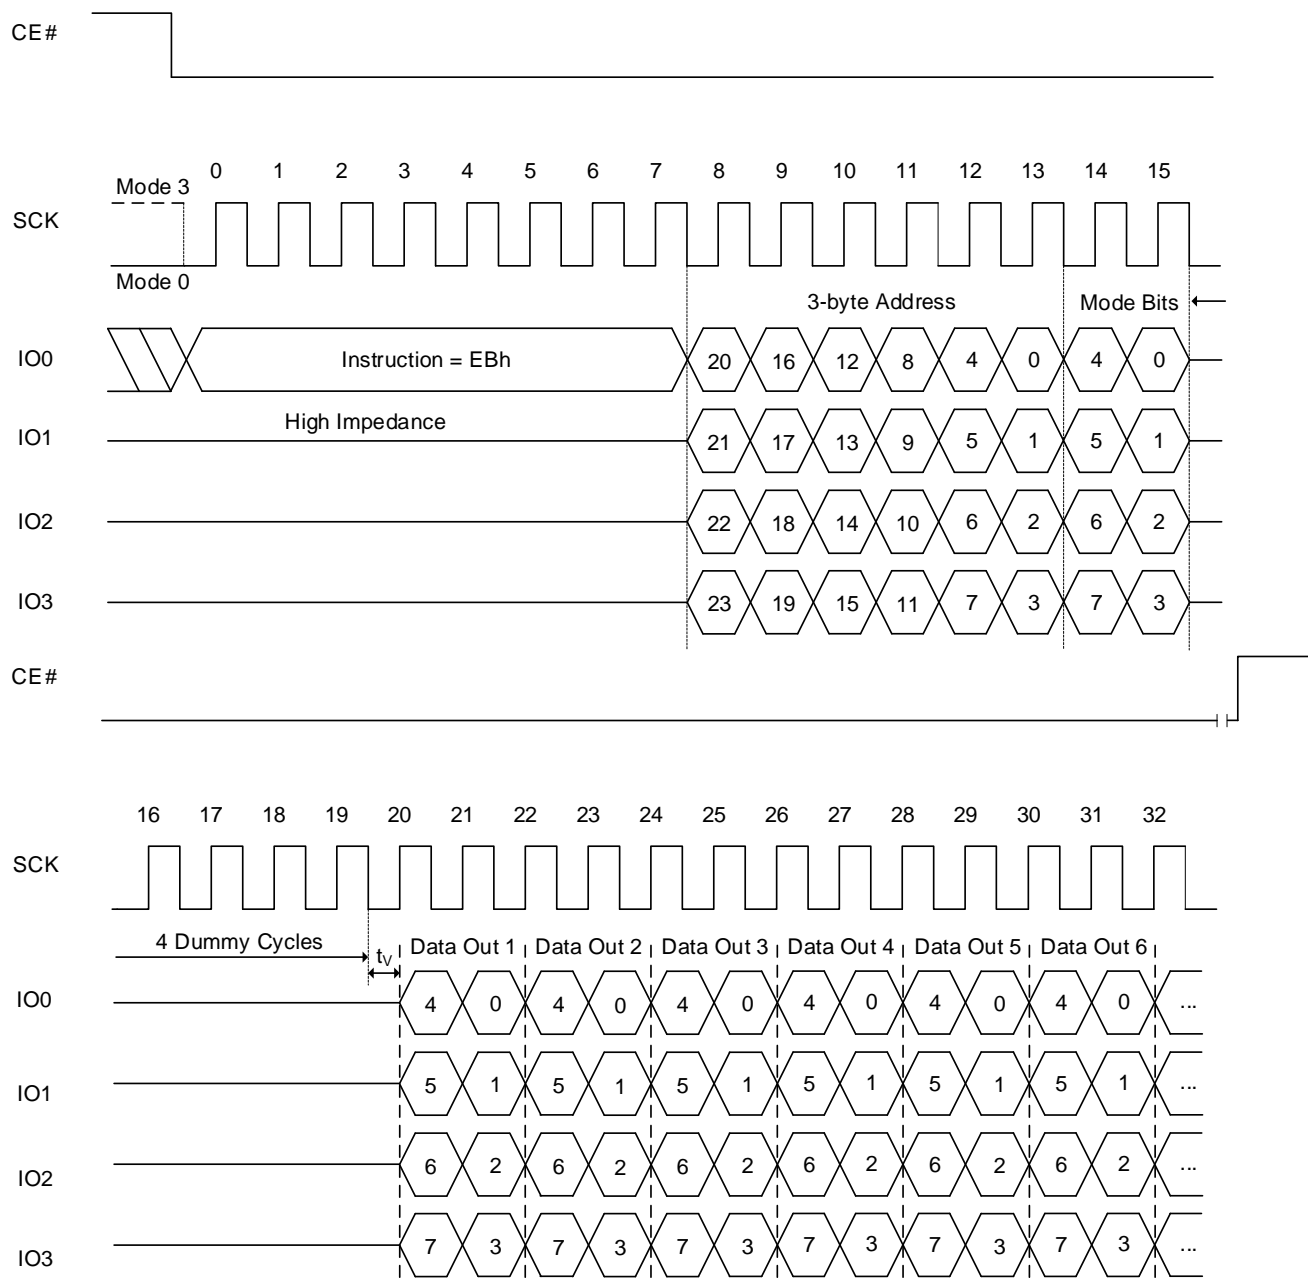 CE#
0 1 2 3 4 5 6 7 8 9 10 11 12 13 14 15
Mode 3
SCK
Mode 0
3-byte Address Mode Bits
IO0 Instruction = EBh 20 16 12 8 4 0 4 0
High Impedance
IO1 21 17 13 9 5 1 5 1
IO2 22 18 14 10 6 2 6 2
IO3 23 19 15 11 7 3 7 3
CE#
16 17 18 19 20 21 22 23 24 25 26 27 28 29 30 31 32
SCK
4 Dummy Cycles tV Data Out 1 Data Out 2 Data Out 3 Data Out 4 Data Out 5 Data Out 6
IO0 4 0 4 0 4 0 4 0 4 0 4 0 ...
IO1 5 1 5 1 5 1 5 1 5 1 5 1 ...
IO2 6 2 6 2 6 2 6 2 6 2 6 2 ...
IO3 7 3 7 3 7 3 7 3 7 3 7 3 ...